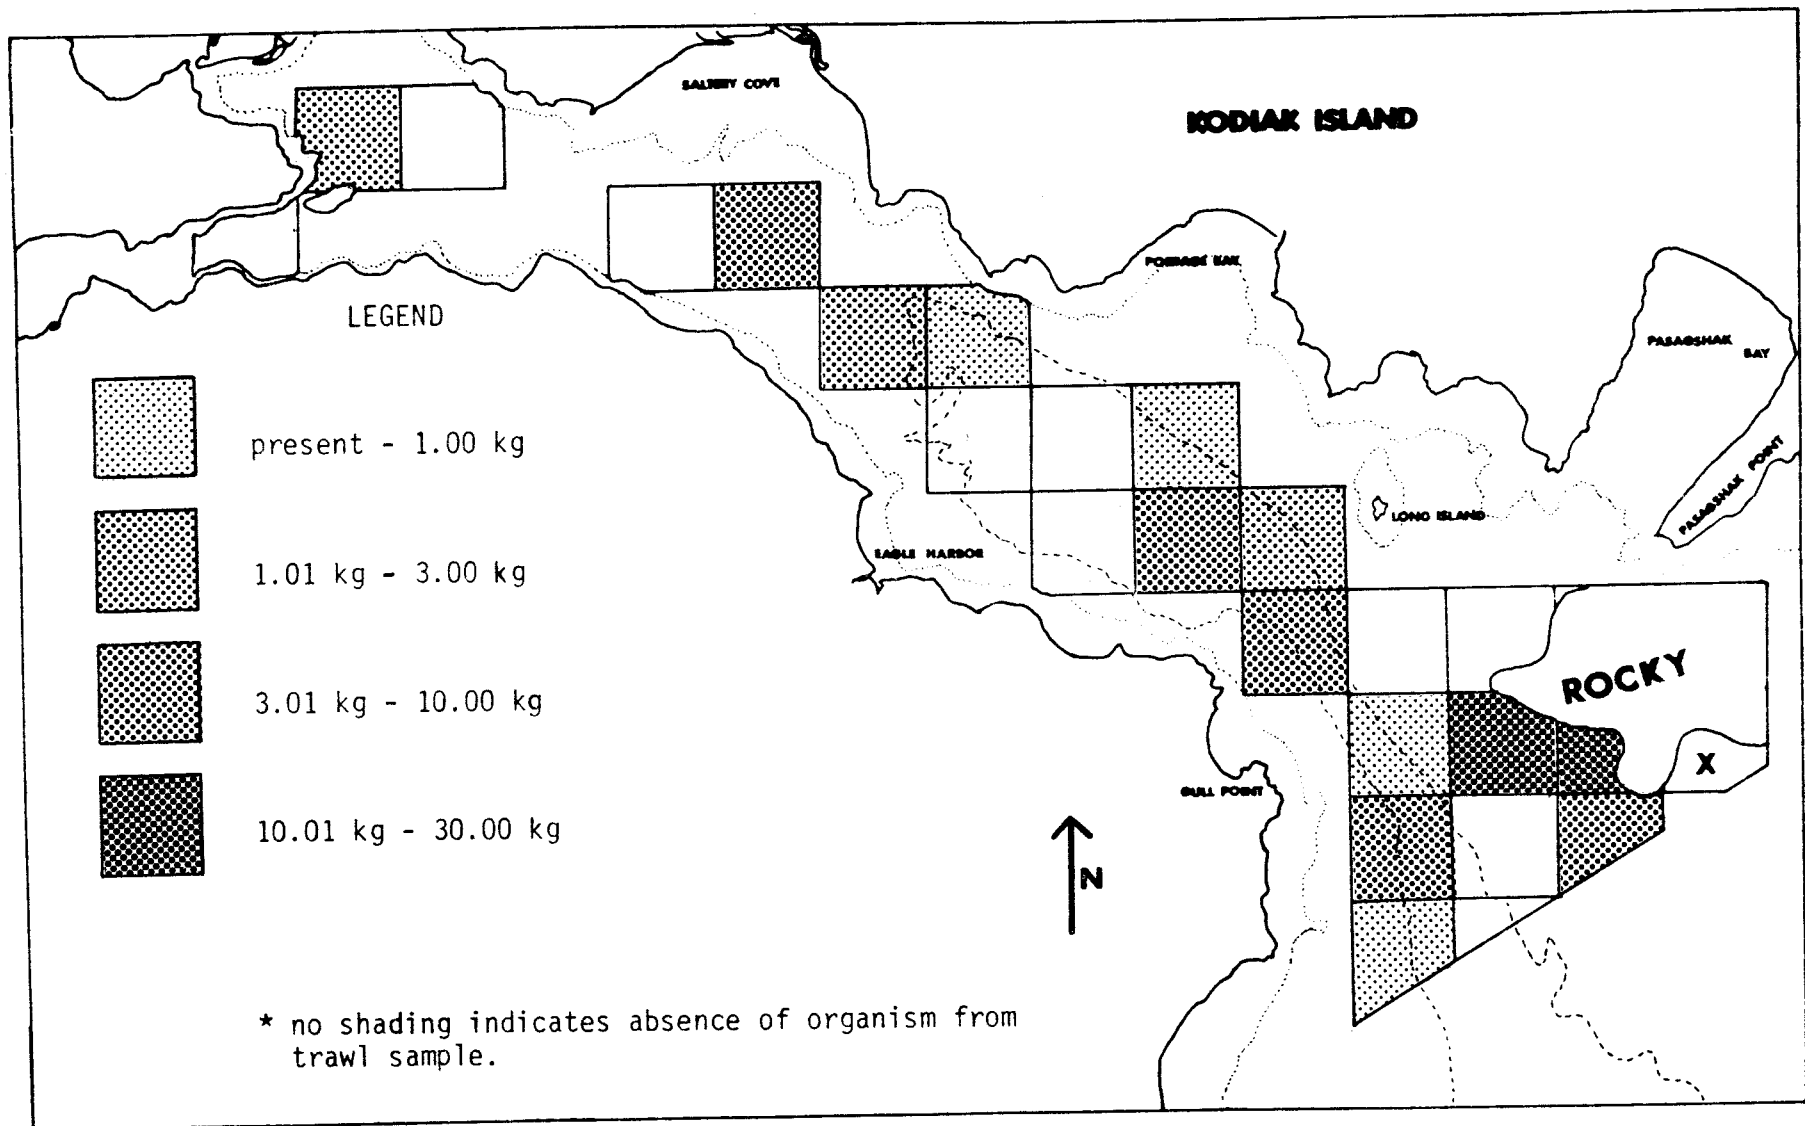 SALTERY COVE
KODIAK ISLAND
PORTAGE BAY
PASAGSHAK
BAY
LEGEND
present - 1.00 kg
PASAGSHAK POINT
LONG ISLAND
EAGLE HARBOR
1.01 kg - 3.00 kg
ROCKY
3.01 kg - 10.00 kg
X
GULL POINT
10.01 kg - 30.00 kg
N
* no shading indicates absence of organism from
trawl sample.